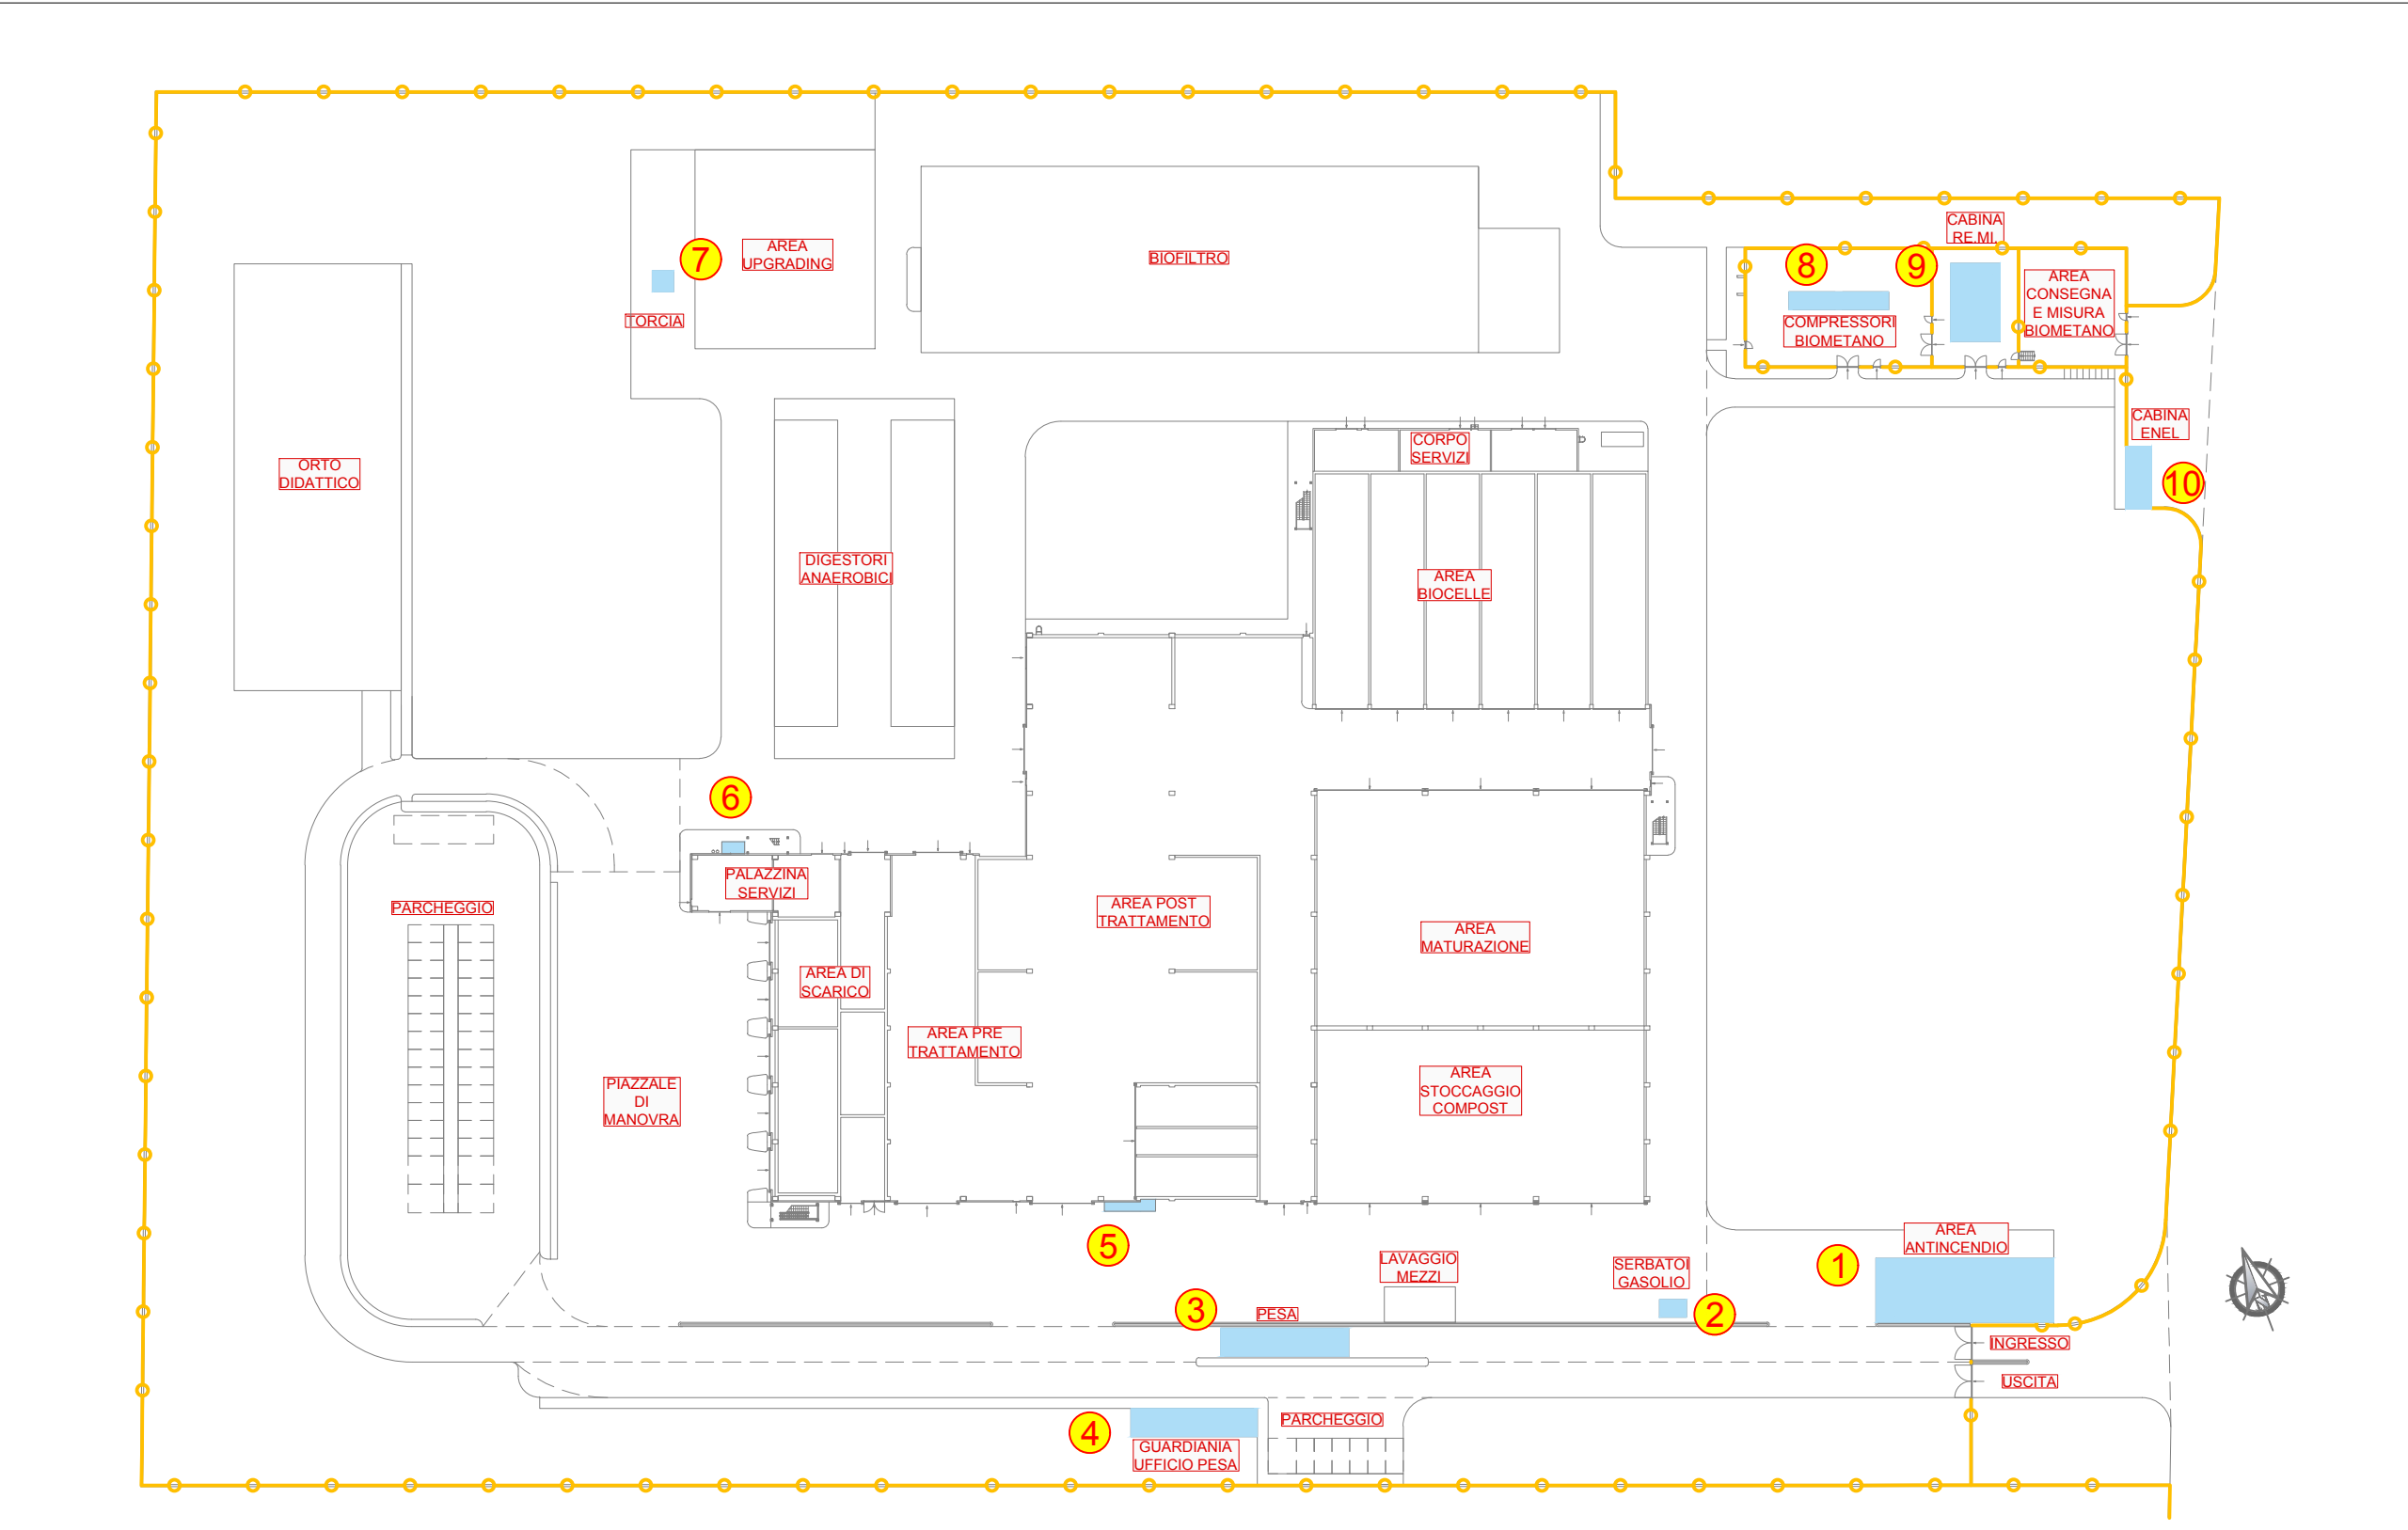 CABINA
RE.MI.
7
AREA
UPGRADING
BIOFILTRO
8
9
AREA
CONSEGNA
E MISURA
BIOMETANO
TORCIA
COMPRESSORI
BIOMETANO
CABINA
ENEL
CORPO
SERVIZI
ORTO
DIDATTICO
10
DIGESTORI
ANAEROBICI
AREA
BIOCELLE
6
PALAZZINA
SERVIZI
PARCHEGGIO
AREA POST
TRATTAMENTO
AREA
MATURAZIONE
AREA DI
SCARICO
AREA PRE
TRATTAMENTO
PIAZZALE
DI
MANOVRA
AREA
STOCCAGGIO
COMPOST
5
LAVAGGIO
MEZZI
SERBATOI
GASOLIO
1
AREA
ANTINCENDIO
3
PESA
2
INGRESSO
USCITA
4
GUARDIANIA
UFFICIO PESA
PARCHEGGIO